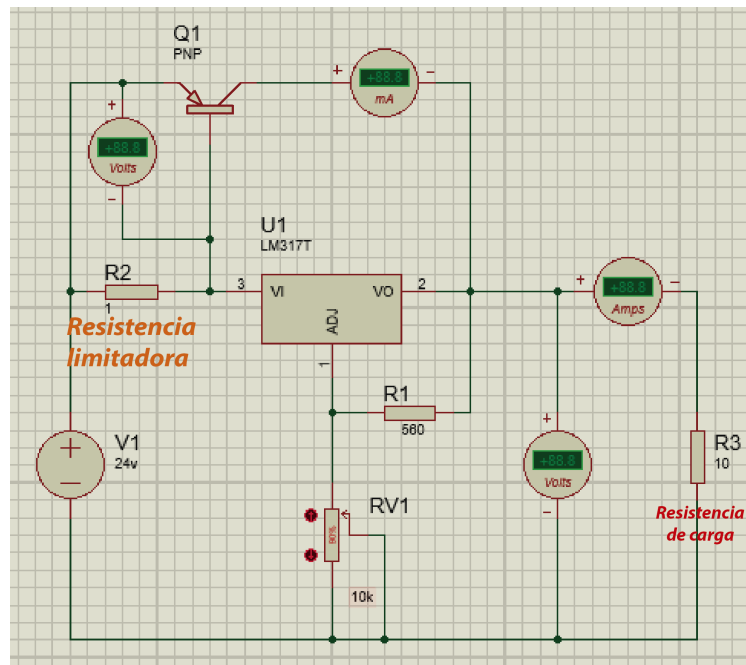 Q1
PNP
+88.8
mA
+88.8
Volts
U1
LM317T
R2
1
3
VI
VO
2
ADJ
1
+88.8
Amps
Resistencia
limitadora
R1
560
V1
24v
+88.8
Volts
R3
10
RV1
90%
10k
Resistencia
de carga